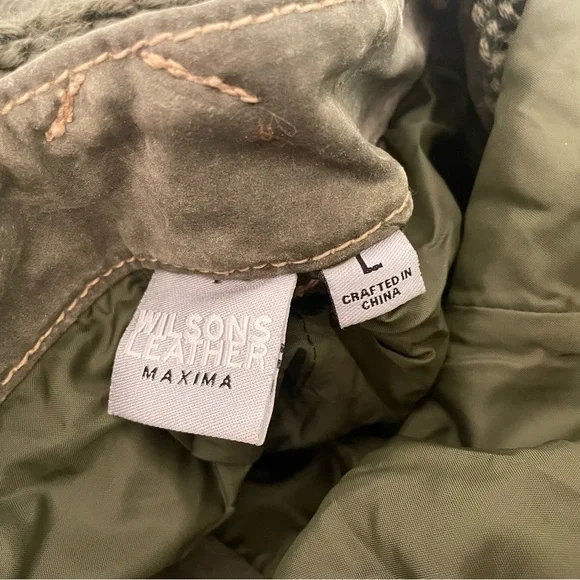 WILSONS
LEATHER
MAXIMA
L
CRAFTED IN
CHINA